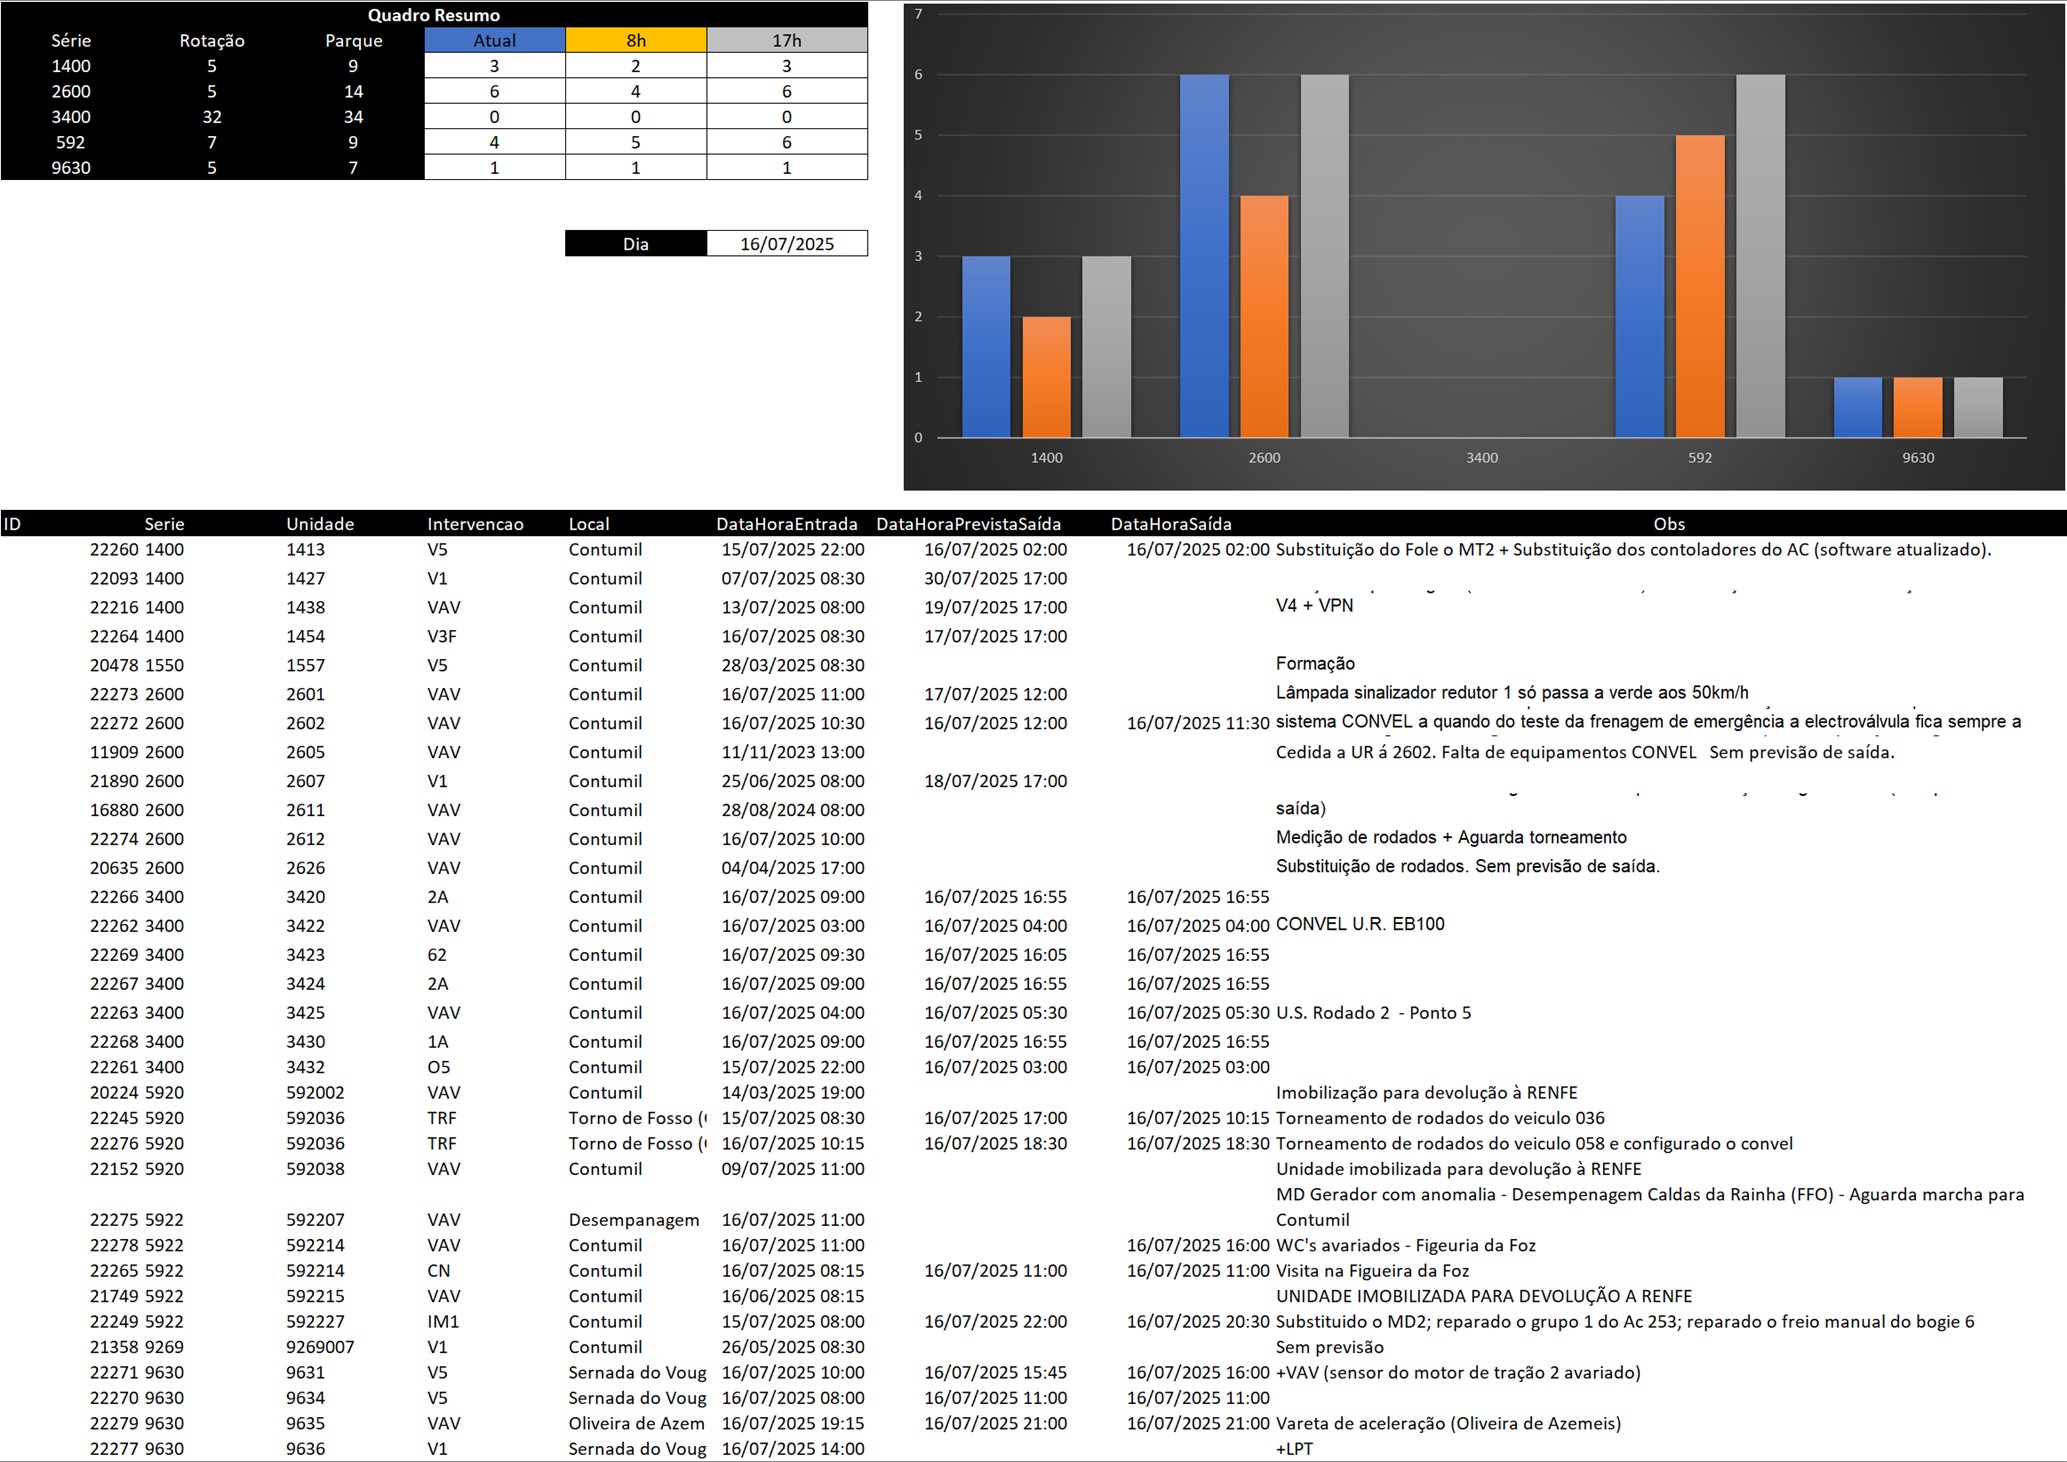 Quadro Resumo
Série Rotação Parque Atual 8h 17h
1400 5 9 3 2 3
2600 5 14 6 4 6
3400 32 34 0 0 0
592 7 9 4 5 6
9630 5 7 1 1 1
Dia 16/07/2025
7
6
5
4
3
2
1
0
1400 2600 3400 592 9630
ID Serie Unidade Intervencao Local DataHoraEntrada DataHoraPrevistaSaída DataHoraSaída Obs
22260 1400 1413 V5 Contumil 15/07/2025 22:00 16/07/2025 02:00 16/07/2025 02:00 Substituição do Fole o MT2 + Substituição dos contoladores do AC (software atualizado).
22093 1400 1427 V1 Contumil 07/07/2025 08:30 30/07/2025 17:00
22216 1400 1438 VAV Contumil 13/07/2025 08:00 19/07/2025 17:00 V4 + VPN
22264 1400 1454 V3F Contumil 16/07/2025 08:30 17/07/2025 17:00
20478 1550 1557 V5 Contumil 28/03/2025 08:30 Formação
22273 2600 2601 VAV Contumil 16/07/2025 11:00 17/07/2025 12:00 Lâmpada sinalizador redutor 1 só passa a verde aos 50km/h
22272 2600 2602 VAV Contumil 16/07/2025 10:30 16/07/2025 12:00 16/07/2025 11:30 sistema CONVEL a quando do teste da frenagem de emergência a electroválvula fica sempre a
11909 2600 2605 VAV Contumil 11/11/2023 13:00 Cedida a UR á 2602. Falta de equipamentos CONVEL Sem previsão de saída.
21890 2600 2607 V1 Contumil 25/06/2025 08:00 18/07/2025 17:00
16880 2600 2611 VAV Contumil 28/08/2024 08:00 saída)
22274 2600 2612 VAV Contumil 16/07/2025 10:00 Medição de rodados + Aguarda torneamento
20635 2600 2626 VAV Contumil 04/04/2025 17:00 Substituição de rodados. Sem previsão de saída.
22266 3400 3420 2A Contumil 16/07/2025 09:00 16/07/2025 16:55 16/07/2025 16:55
22262 3400 3422 VAV Contumil 16/07/2025 03:00 16/07/2025 04:00 16/07/2025 04:00 CONVEL U.R. EB100
22269 3400 3423 62 Contumil 16/07/2025 09:30 16/07/2025 16:05 16/07/2025 16:55
22267 3400 3424 2A Contumil 16/07/2025 09:00 16/07/2025 16:55 16/07/2025 16:55
22263 3400 3425 VAV Contumil 16/07/2025 04:00 16/07/2025 05:30 16/07/2025 05:30 U.S. Rodado 2 - Ponto 5
22268 3400 3430 1A Contumil 16/07/2025 09:00 16/07/2025 16:55 16/07/2025 16:55
22261 3400 3432 O5 Contumil 15/07/2025 22:00 16/07/2025 03:00 16/07/2025 03:00
20224 5920 592002 VAV Contumil 14/03/2025 19:00 Imobilização para devolução à RENFE
22245 5920 592036 TRF Torno de Fosso ( 15/07/2025 08:30 16/07/2025 17:00 16/07/2025 10:15 Torneamento de rodados do veiculo 036
22276 5920 592036 TRF Torno de Fosso ( 16/07/2025 10:15 16/07/2025 18:30 16/07/2025 18:30 Torneamento de rodados do veiculo 058 e configurado o convel
22152 5920 592038 VAV Contumil 09/07/2025 11:00 Unidade imobilizada para devolução à RENFE
MD Gerador com anomalia - Desempenagem Caldas da Rainha (FFO) - Aguarda marcha para
22275 5922 592207 VAV Desempanagem 16/07/2025 11:00 Contumil
22278 5922 592214 VAV Contumil 16/07/2025 11:00 16/07/2025 16:00 WC's avariados - Figeuria da Foz
22265 5922 592214 CN Contumil 16/07/2025 08:15 16/07/2025 11:00 16/07/2025 11:00 Visita na Figueira da Foz
21749 5922 592215 VAV Contumil 16/06/2025 08:15 UNIDADE IMOBILIZADA PARA DEVOLUÇÃO A RENFE
22249 5922 592227 IM1 Contumil 15/07/2025 08:00 16/07/2025 22:00 16/07/2025 20:30 Substituido o MD2; reparado o grupo 1 do Ac 253; reparado o freio manual do bogie 6
21358 9269 9269007 V1 Contumil 26/05/2025 08:30 Sem previsão
22271 9630 9631 V5 Sernada do Voug 16/07/2025 10:00 16/07/2025 15:45 16/07/2025 16:00 +VAV (sensor do motor de tração 2 avariado)
22270 9630 9634 V5 Sernada do Voug 16/07/2025 08:00 16/07/2025 11:00 16/07/2025 11:00
22279 9630 9635 VAV Oliveira de Azem 16/07/2025 19:15 16/07/2025 21:00 16/07/2025 21:00 Vareta de aceleração (Oliveira de Azemeis)
22277 9630 9636 V1 Sernada do Voug 16/07/2025 14:00 +LPT